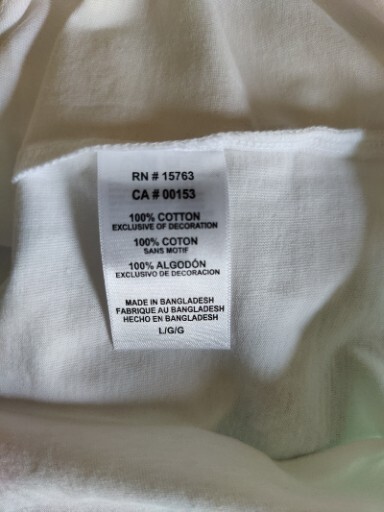 RN # 15763
CA # 00153
100% COTTON
EXCLUSIVE OF DECORATION
100% COTON
SANS MOTIF
100% ALGODÓN
EXCLUSIVO DE DECORACION
MADE IN BANGLADESH
FABRIQUE AU BANGLADESH
HECHO EN BANGLADESH
L/G/G